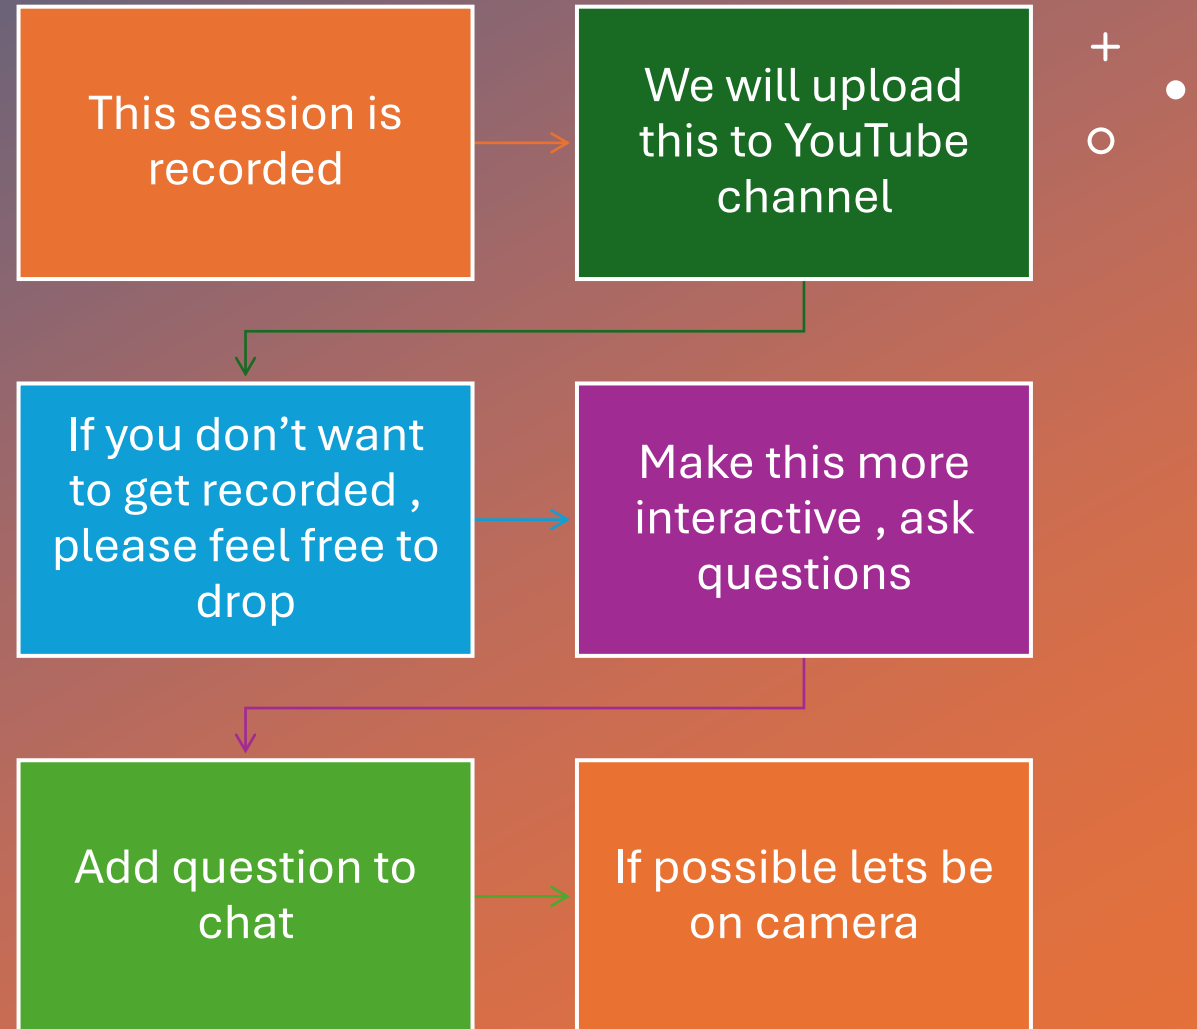 This session is
recorded
We will upload
this to YouTube
channel
If you don’t want
to get recorded ,
please feel free to
drop
Make this more
interactive , ask
questions
Add question to
chat
If possible lets be
on camera